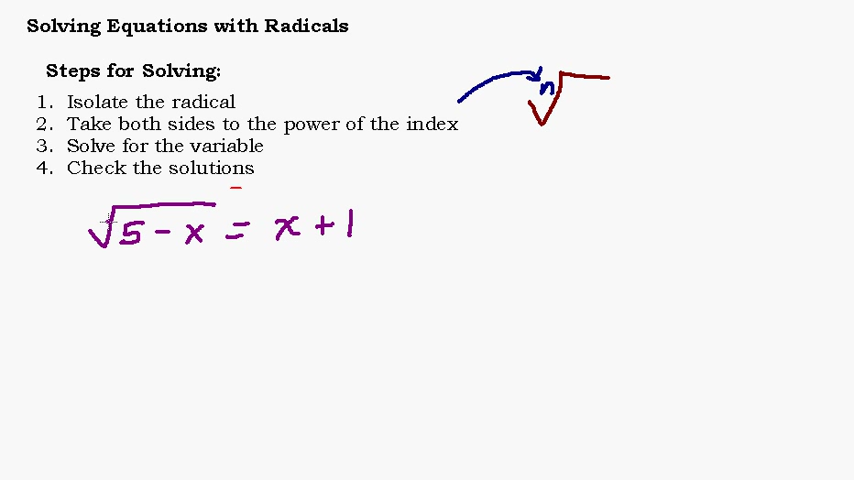 Solving Equations with Radicals
Steps for Solving:
1. Isolate the radical
2. Take both sides to the power of the index
3. Solve for the variable
4. Check the solutions
n√
√(5 - x) = x + 1